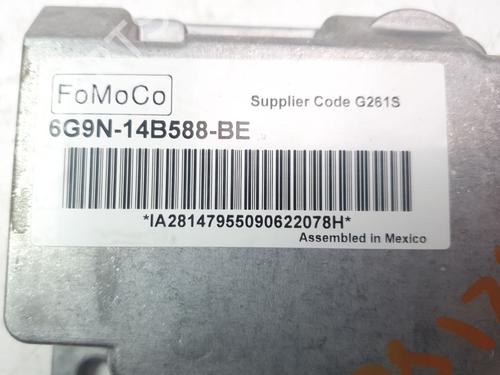 FoMoCo
Supplier Code G261S
6G9N-14B588-BE
*IA28147955090622078H*
Assembled in Mexico